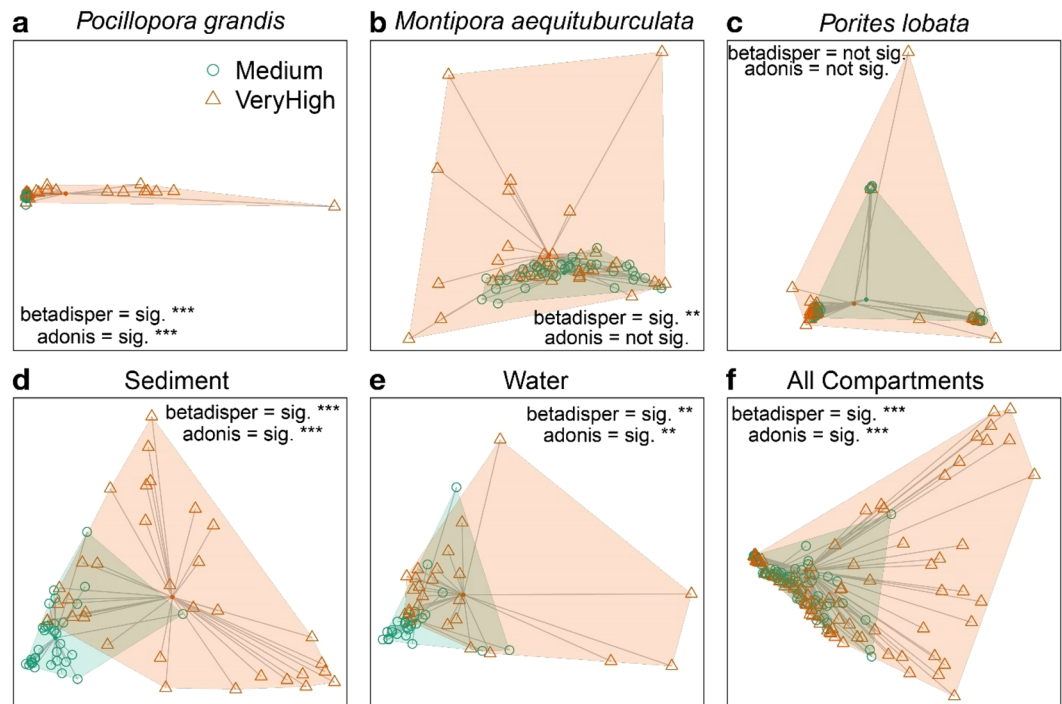 a Pocillopora grandis
Medium
VeryHigh
betadisper = sig. ***
adonis = sig. ***
b Montipora aequituburculata
betadisper = sig. **
adonis = not sig.
c Porites lobata
betadisper = not sig.
adonis = not sig.
d Sediment
betadisper = sig. ***
adonis = sig. ***
e Water
betadisper = sig. **
adonis = sig. **
f All Compartments
betadisper = sig. ***
adonis = sig. ***